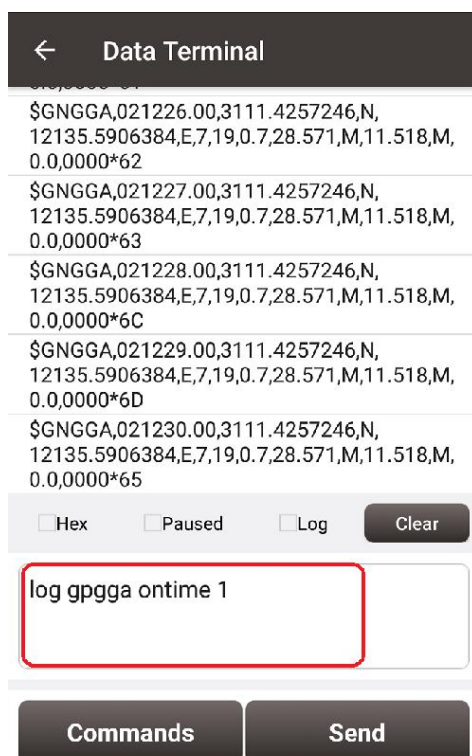 Data Terminal
$GNGGA,021226.00,3111.4257246,N,
12135.5906384,E,7,19,0.7,28.571,M,11.518,M,
0.0,0000*62
$GNGGA,021227.00,3111.4257246,N,
12135.5906384,E,7,19,0.7,28.571,M,11.518,M,
0.0,0000*63
$GNGGA,021228.00,3111.4257246,N,
12135.5906384,E,7,19,0.7,28.571,M,11.518,M,
0.0,0000*6C
$GNGGA,021229.00,3111.4257246,N,
12135.5906384,E,7,19,0.7,28.571,M,11.518,M,
0.0,0000*6D
$GNGGA,021230.00,3111.4257246,N,
12135.5906384,E,7,19,0.7,28.571,M,11.518,M,
0.0,0000*65
Hex Paused Log Clear
log gpgga ontime 1
Commands Send